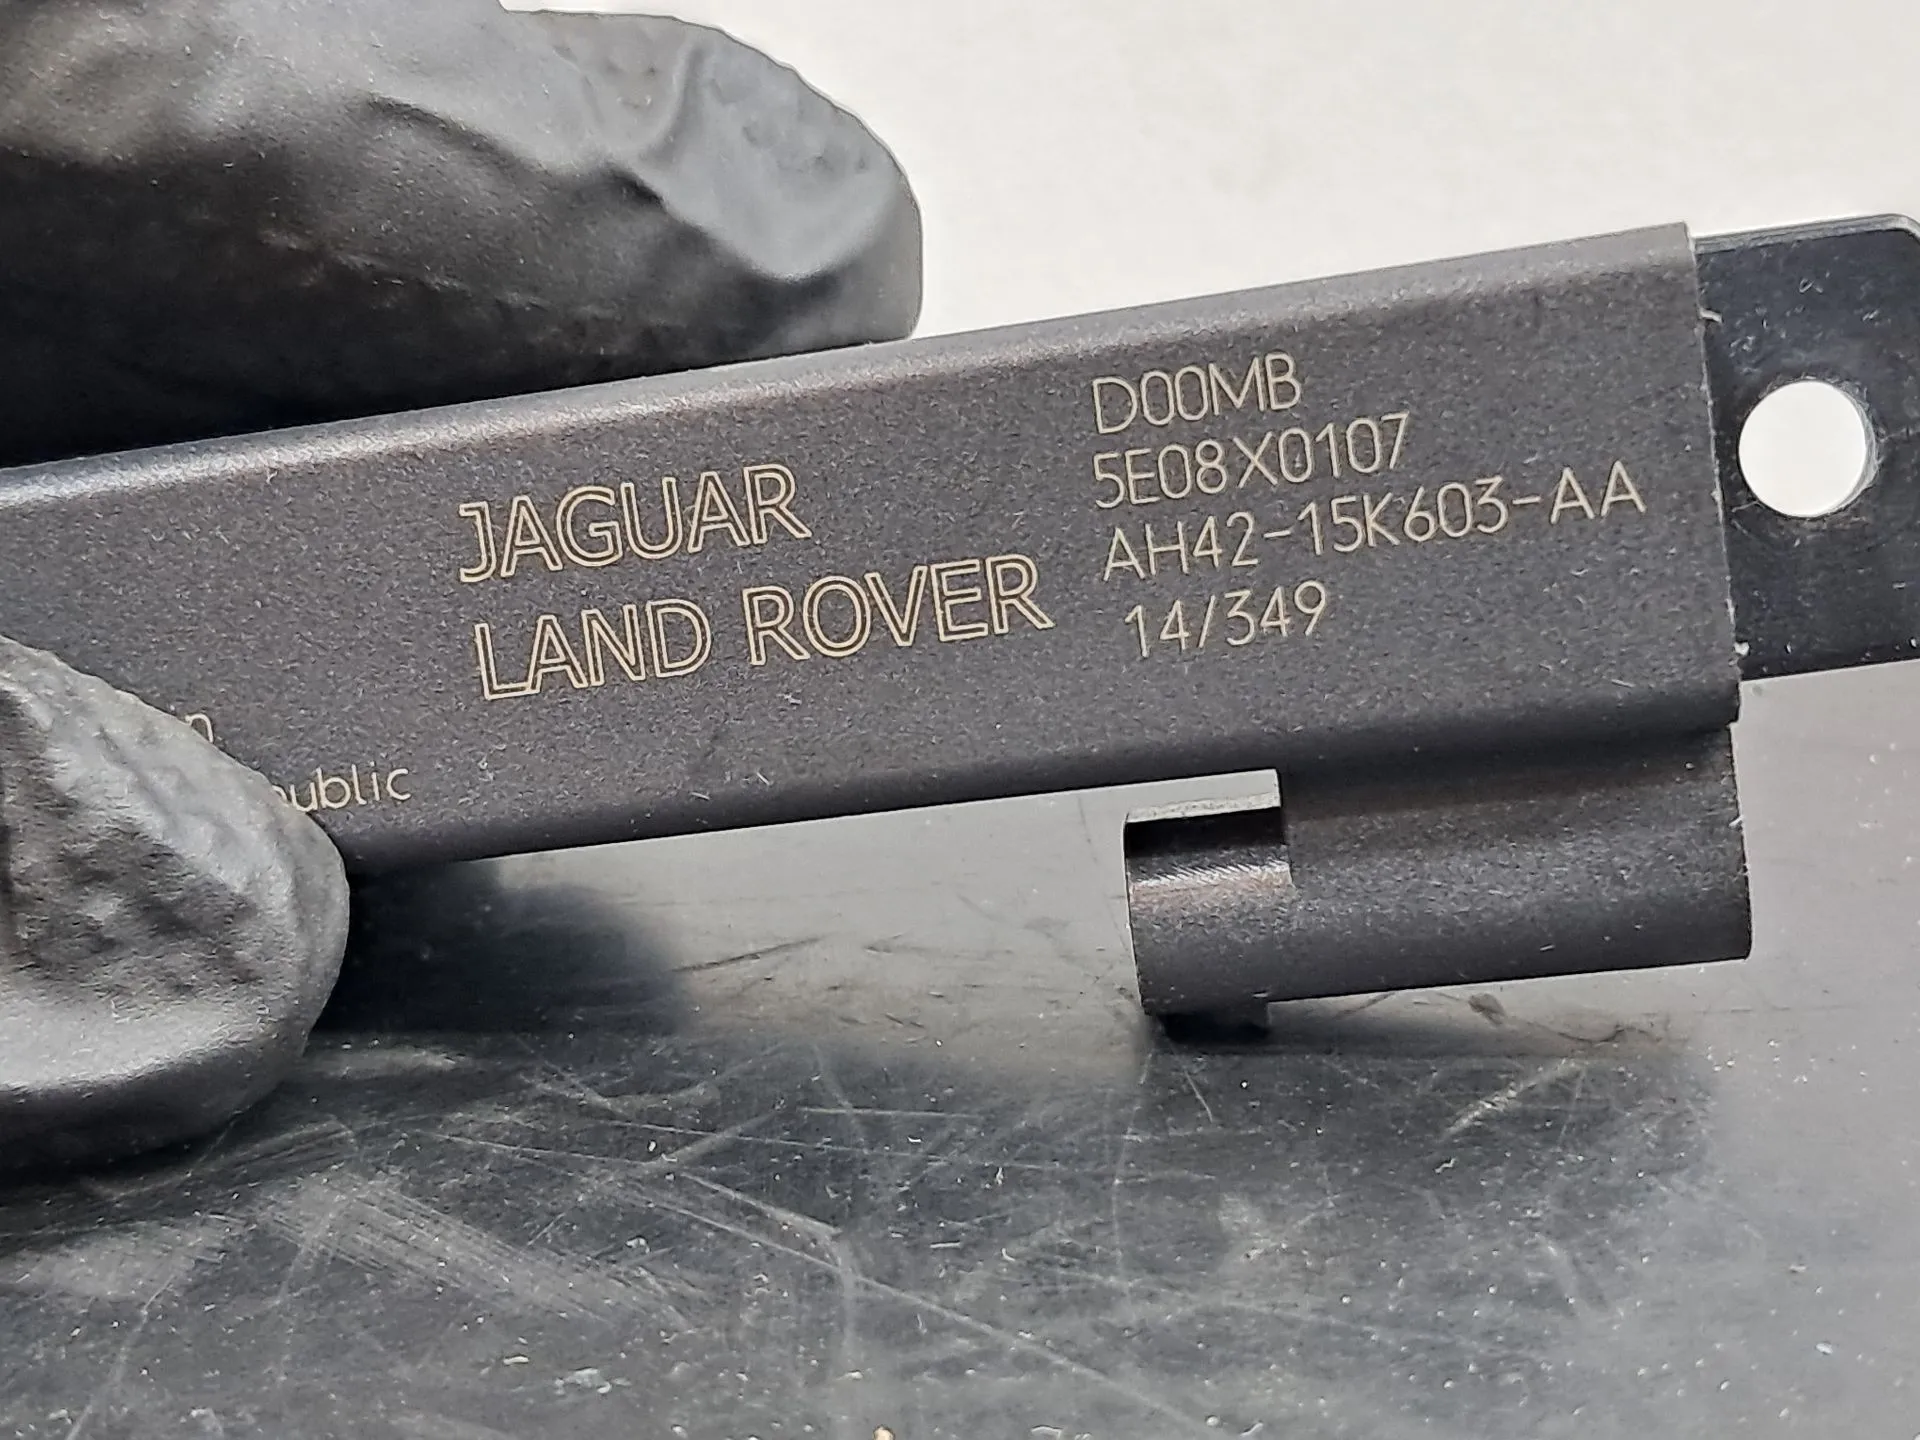 JAGUAR
LAND ROVER
D00MB
5E08X0107
AH42-15K603-AA
14/349